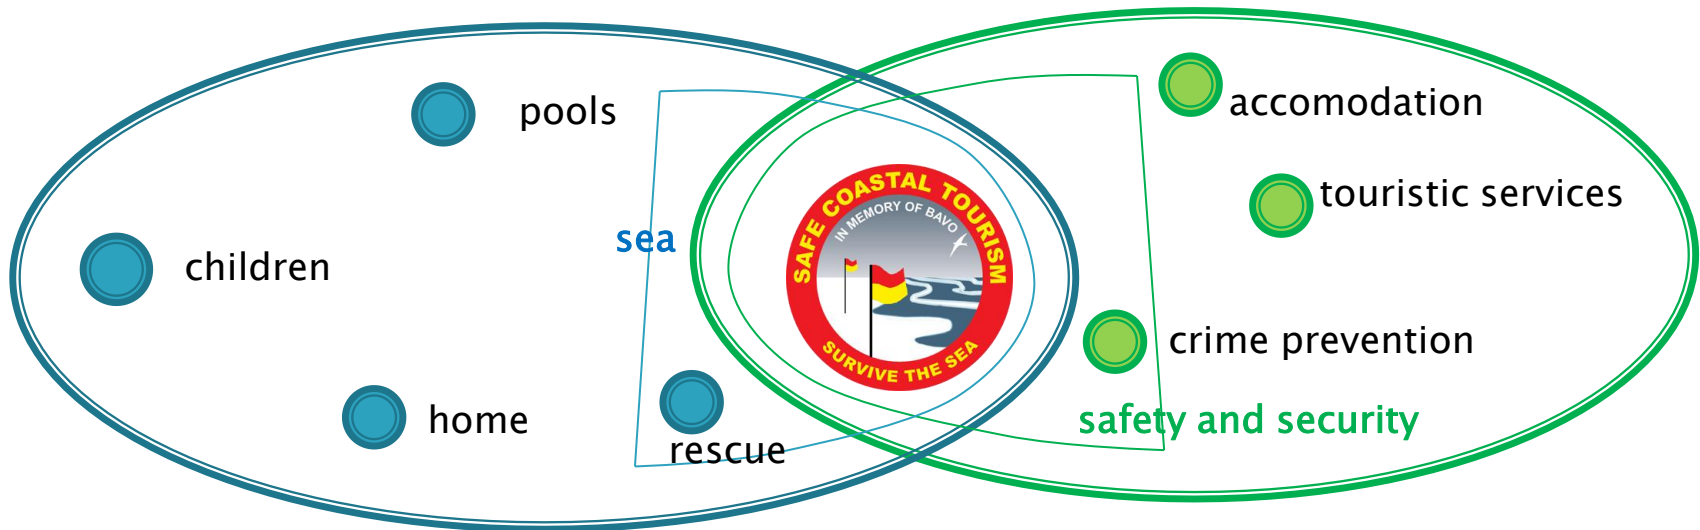 pools
children
home
sea
rescue
SAFE COASTAL TOURISM
IN MEMORY OF BAVO
SURVIVE THE SEA
accomodation
touristic services
crime prevention
safety and security